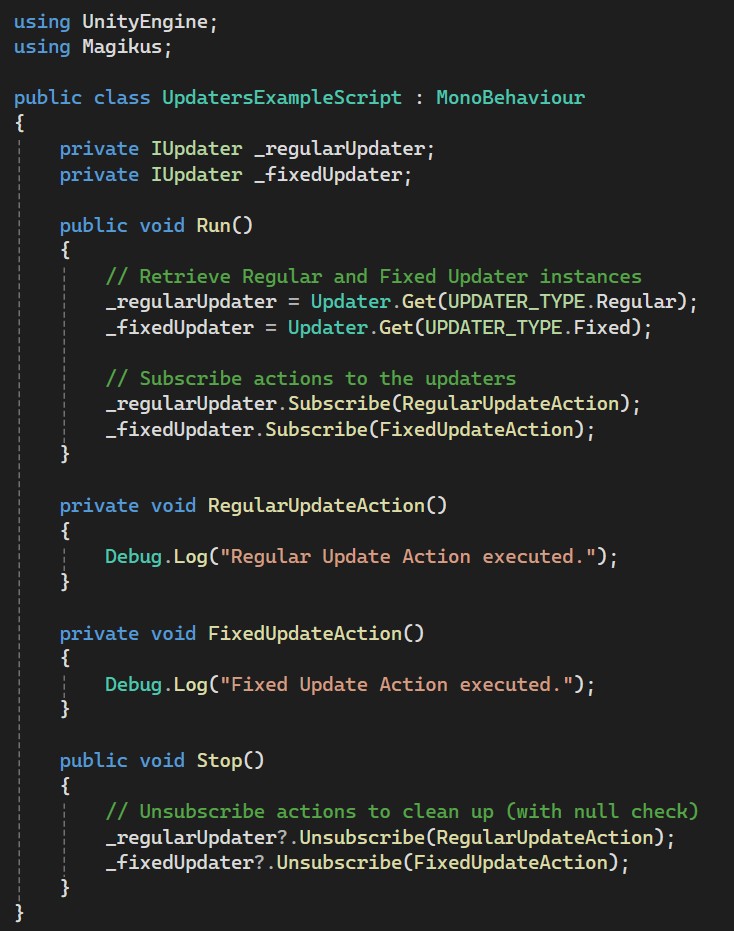 using UnityEngine;
using Magikus;
public class UpdatersExampleScript : MonoBehaviour
{
private IUpdater _regularUpdater;
private IUpdater _fixedUpdater;
public void Run()
{
// Retrieve Regular and Fixed Updater instances
_regularUpdater = Updater.Get(UPDATER_TYPE.Regular);
_fixedUpdater = Updater.Get(UPDATER_TYPE.Fixed);
// Subscribe actions to the updaters
_regularUpdater.Subscribe(RegularUpdateAction);
_fixedUpdater.Subscribe(FixedUpdateAction);
}
private void RegularUpdateAction()
{
Debug.Log("Regular Update Action executed.");
}
private void FixedUpdateAction()
{
Debug.Log("Fixed Update Action executed.");
}
public void Stop()
{
// Unsubscribe actions to clean up (with null check)
_regularUpdater?.Unsubscribe(RegularUpdateAction);
_fixedUpdater?.Unsubscribe(FixedUpdateAction);
}
}